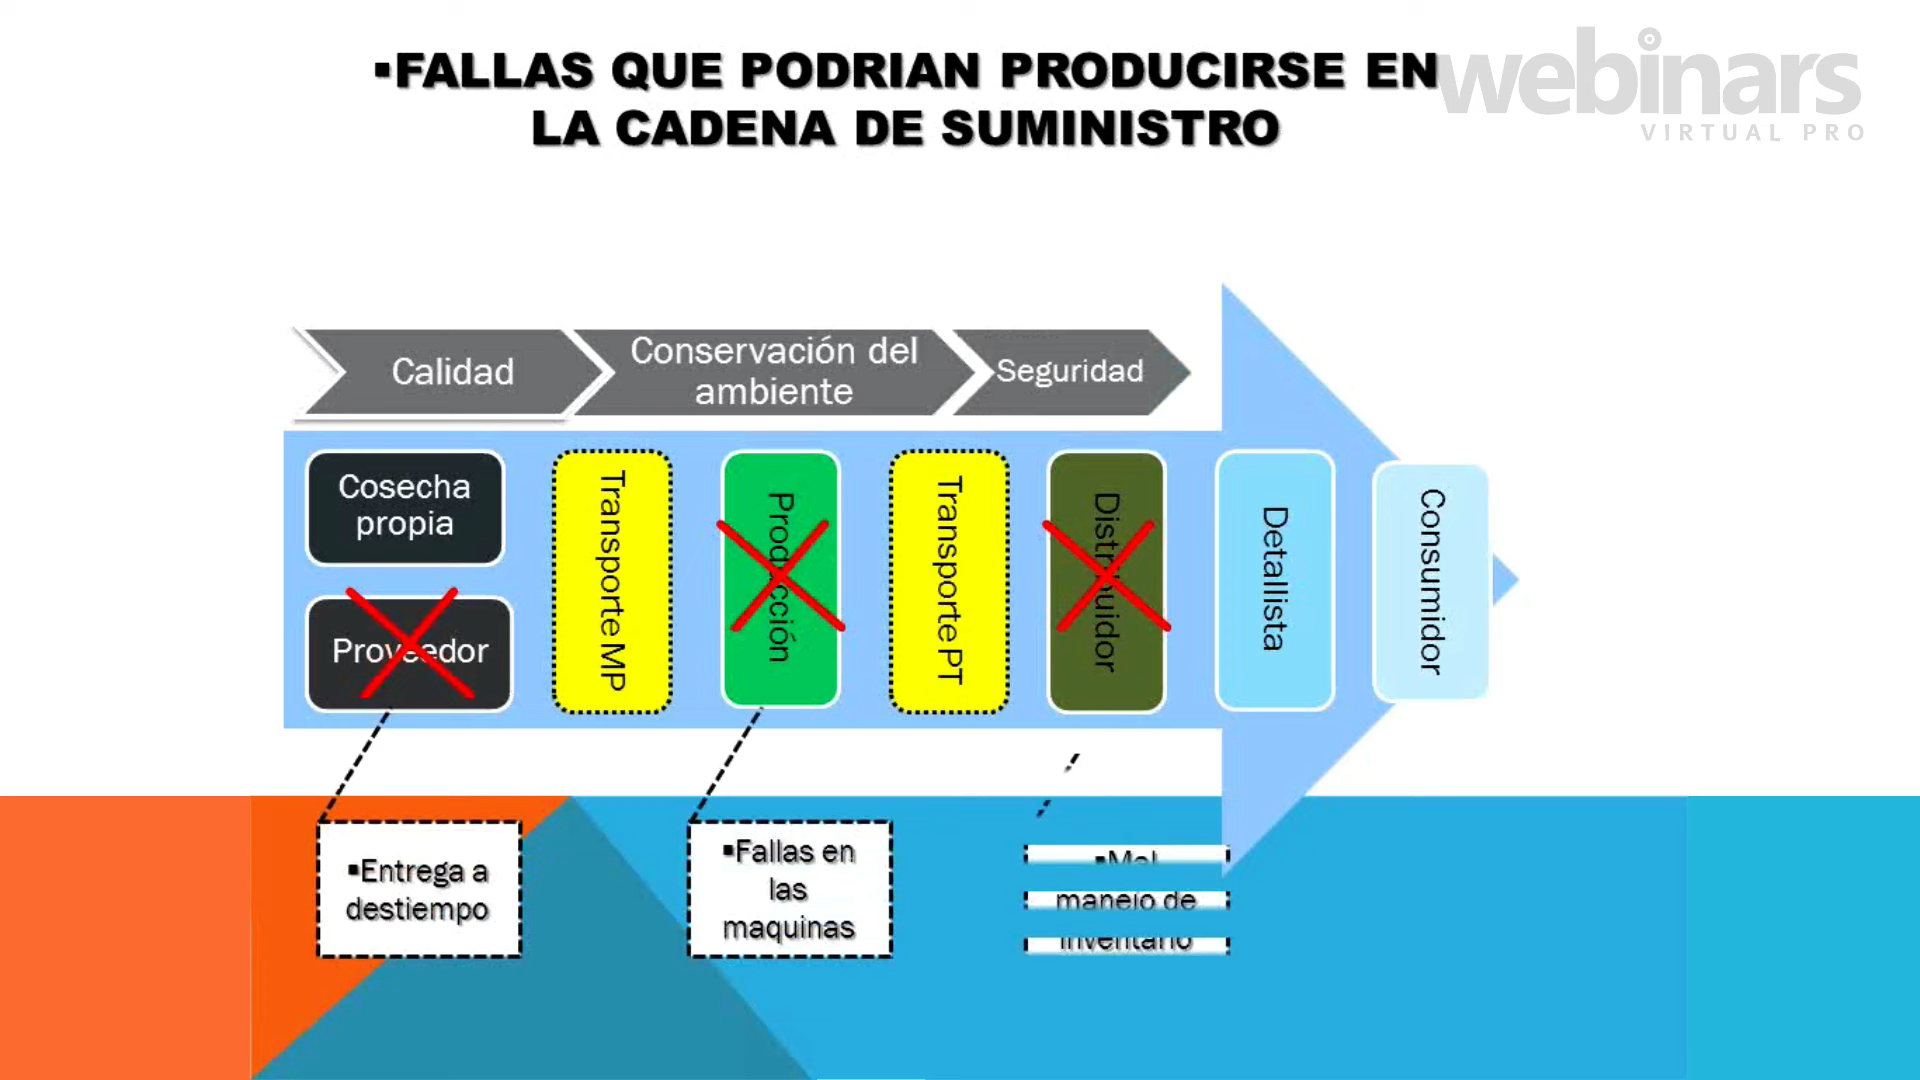 ▪FALLAS QUE PODRIAN PRODUCIRSE EN
LA CADENA DE SUMINISTRO
webinars
VIRTUAL PRO
Calidad
Conservación del
ambiente
Seguridad
Cosecha
propia
Proveedor
Transporte MP
Producción
Transporte PT
Distribuidor
Detallista
Consumidor
▪Entrega a
destiempo
▪Fallas en
las
maquinas
▪Mal
manejo de
inventario